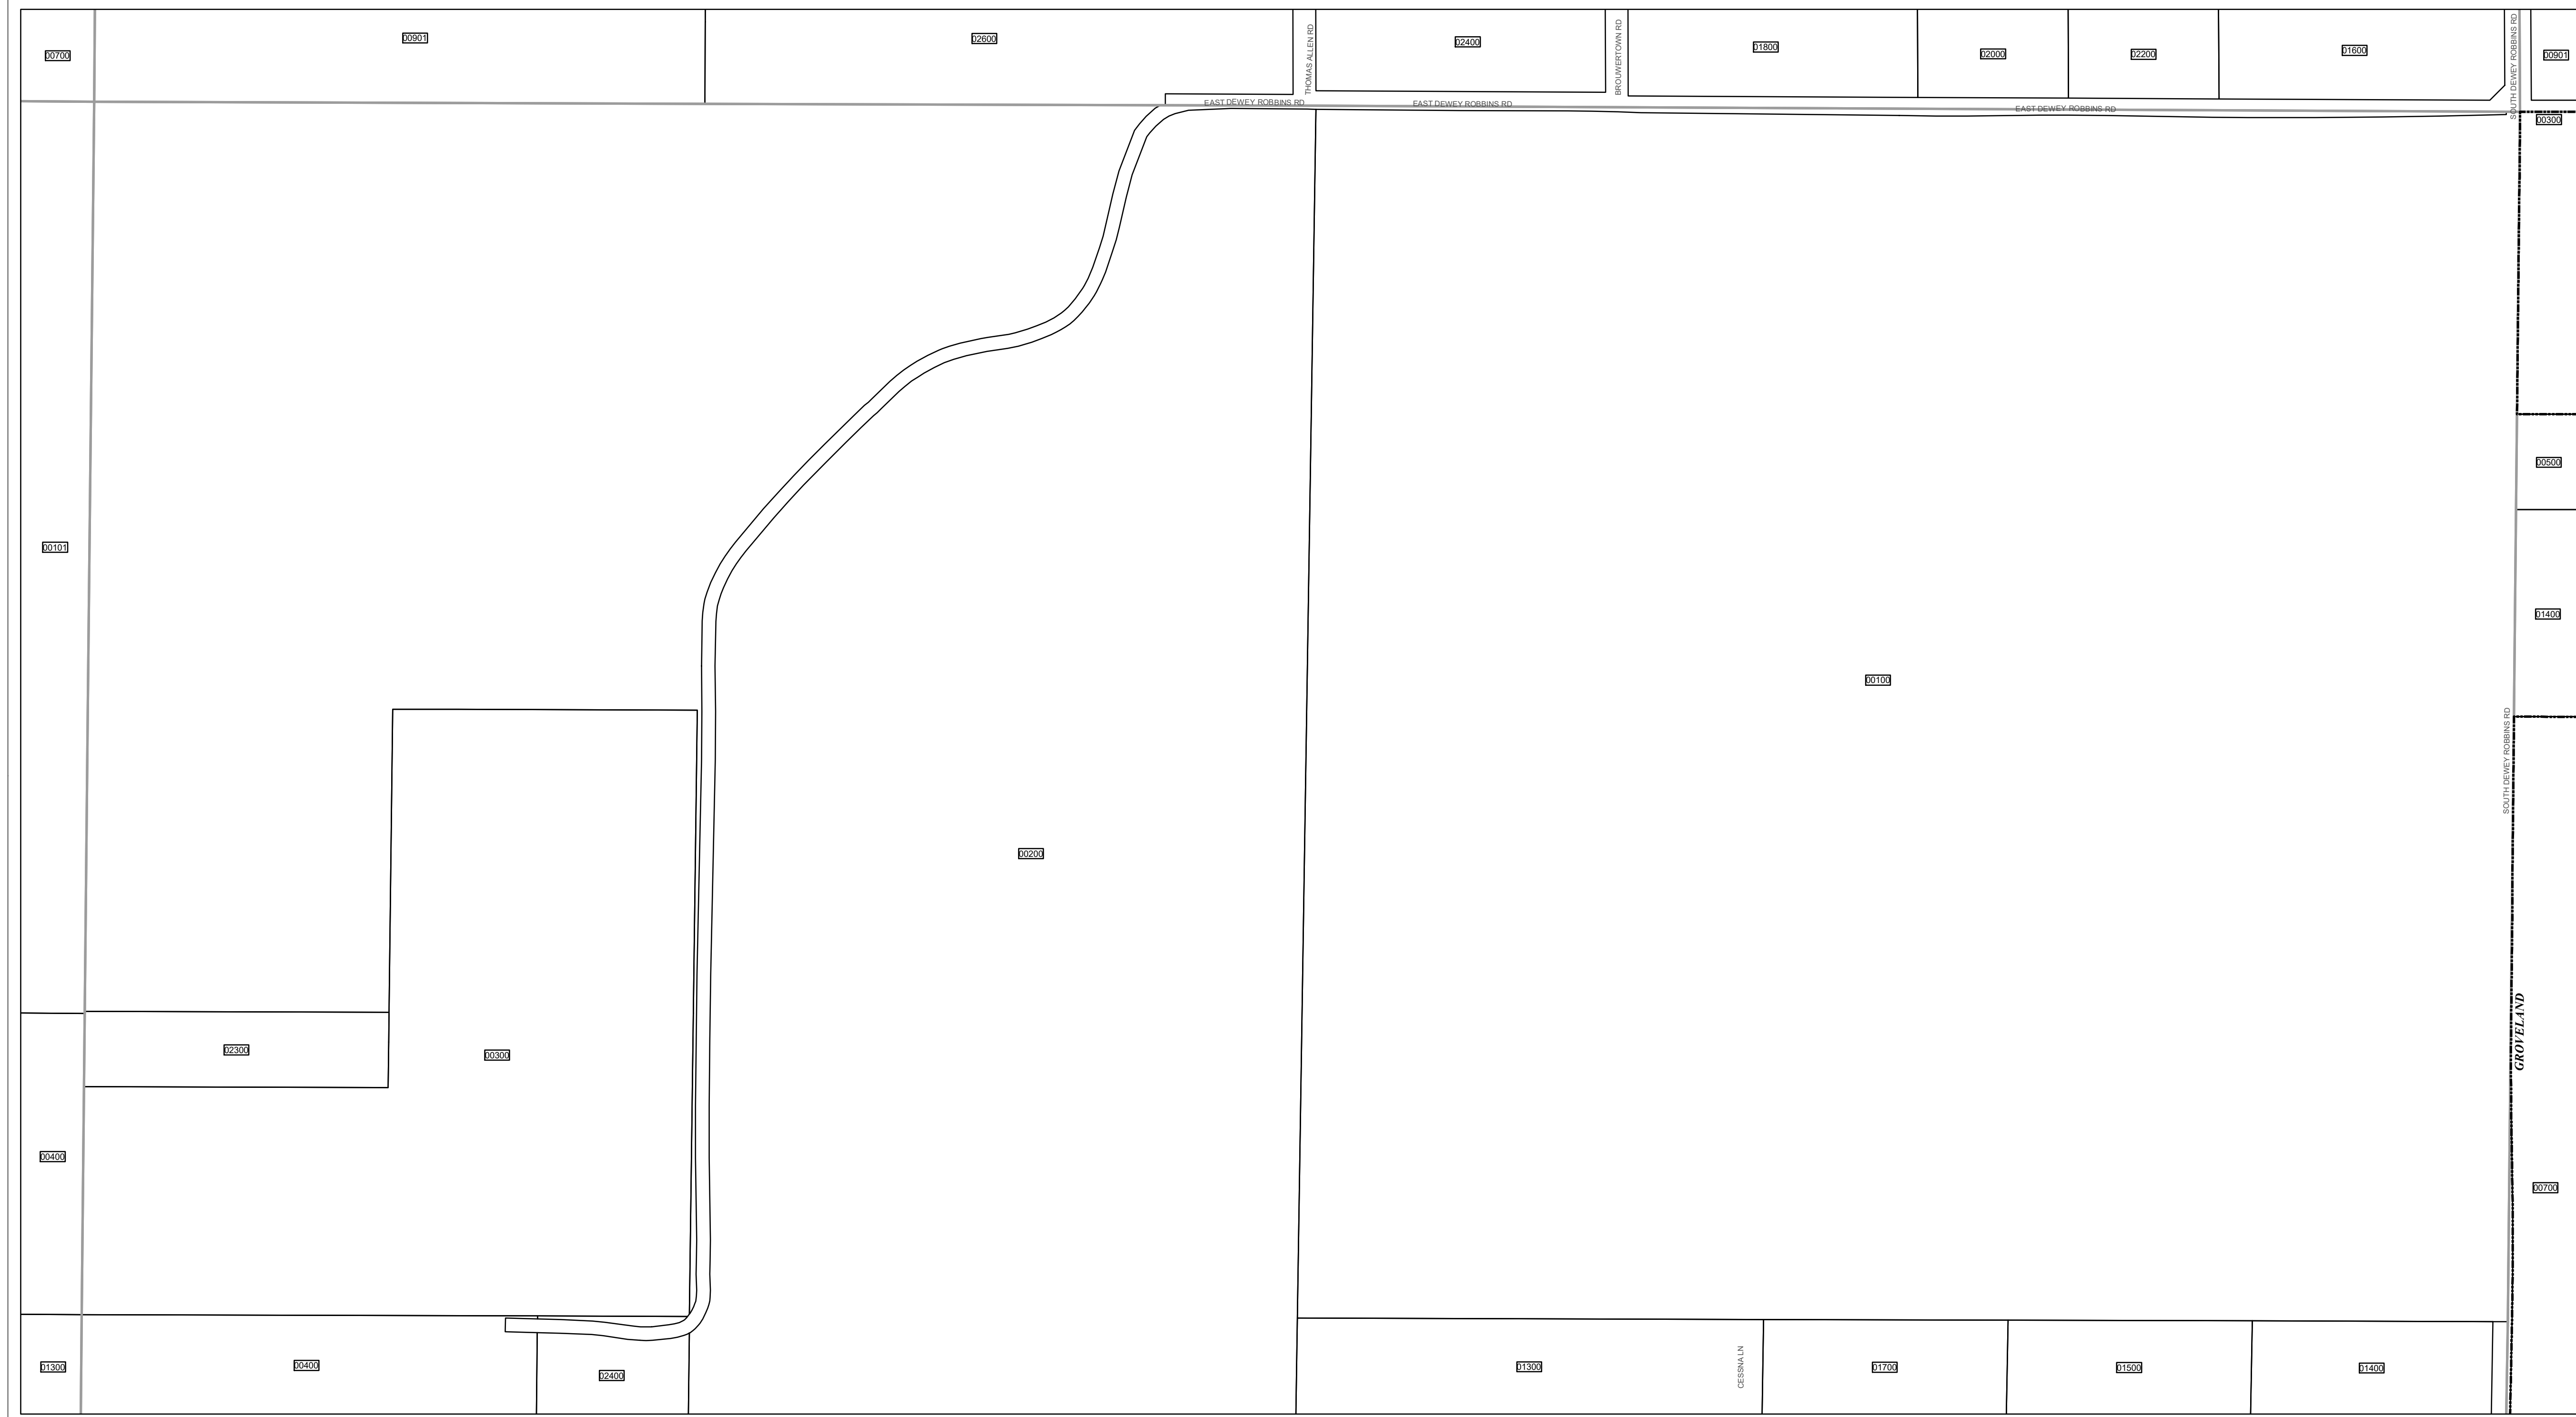 00700
00901
02600
THOMAS ALLEN RD
02400
BROUWERTOWN RD
01800
02000
02200
01600
SOUTH DEWEY ROBBINS RD
00901
EAST DEWEY ROBBINS RD
EAST DEWEY ROBBINS RD
EAST DEWEY ROBBINS RD
00300
00500
00101
01400
00100
SOUTH DEWEY ROBBINS RD
00200
GROVELAND
02300
00300
00400
00700
01300
00400
02400
01300
CESSNA LN
01700
01500
01400